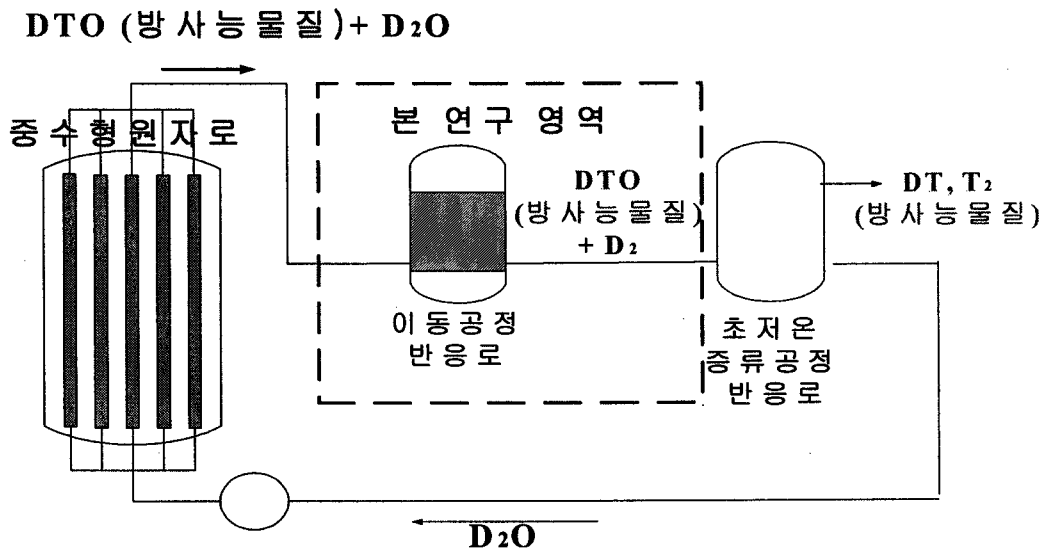 DTO (방사능물질)+ D2O
중수형원자로
본 연구 영역
DTO
(방사능물질)
+ D2
이동공정
반응로
DT, T2
(방사능물질)
초저온
증류공정
반응로
D2O